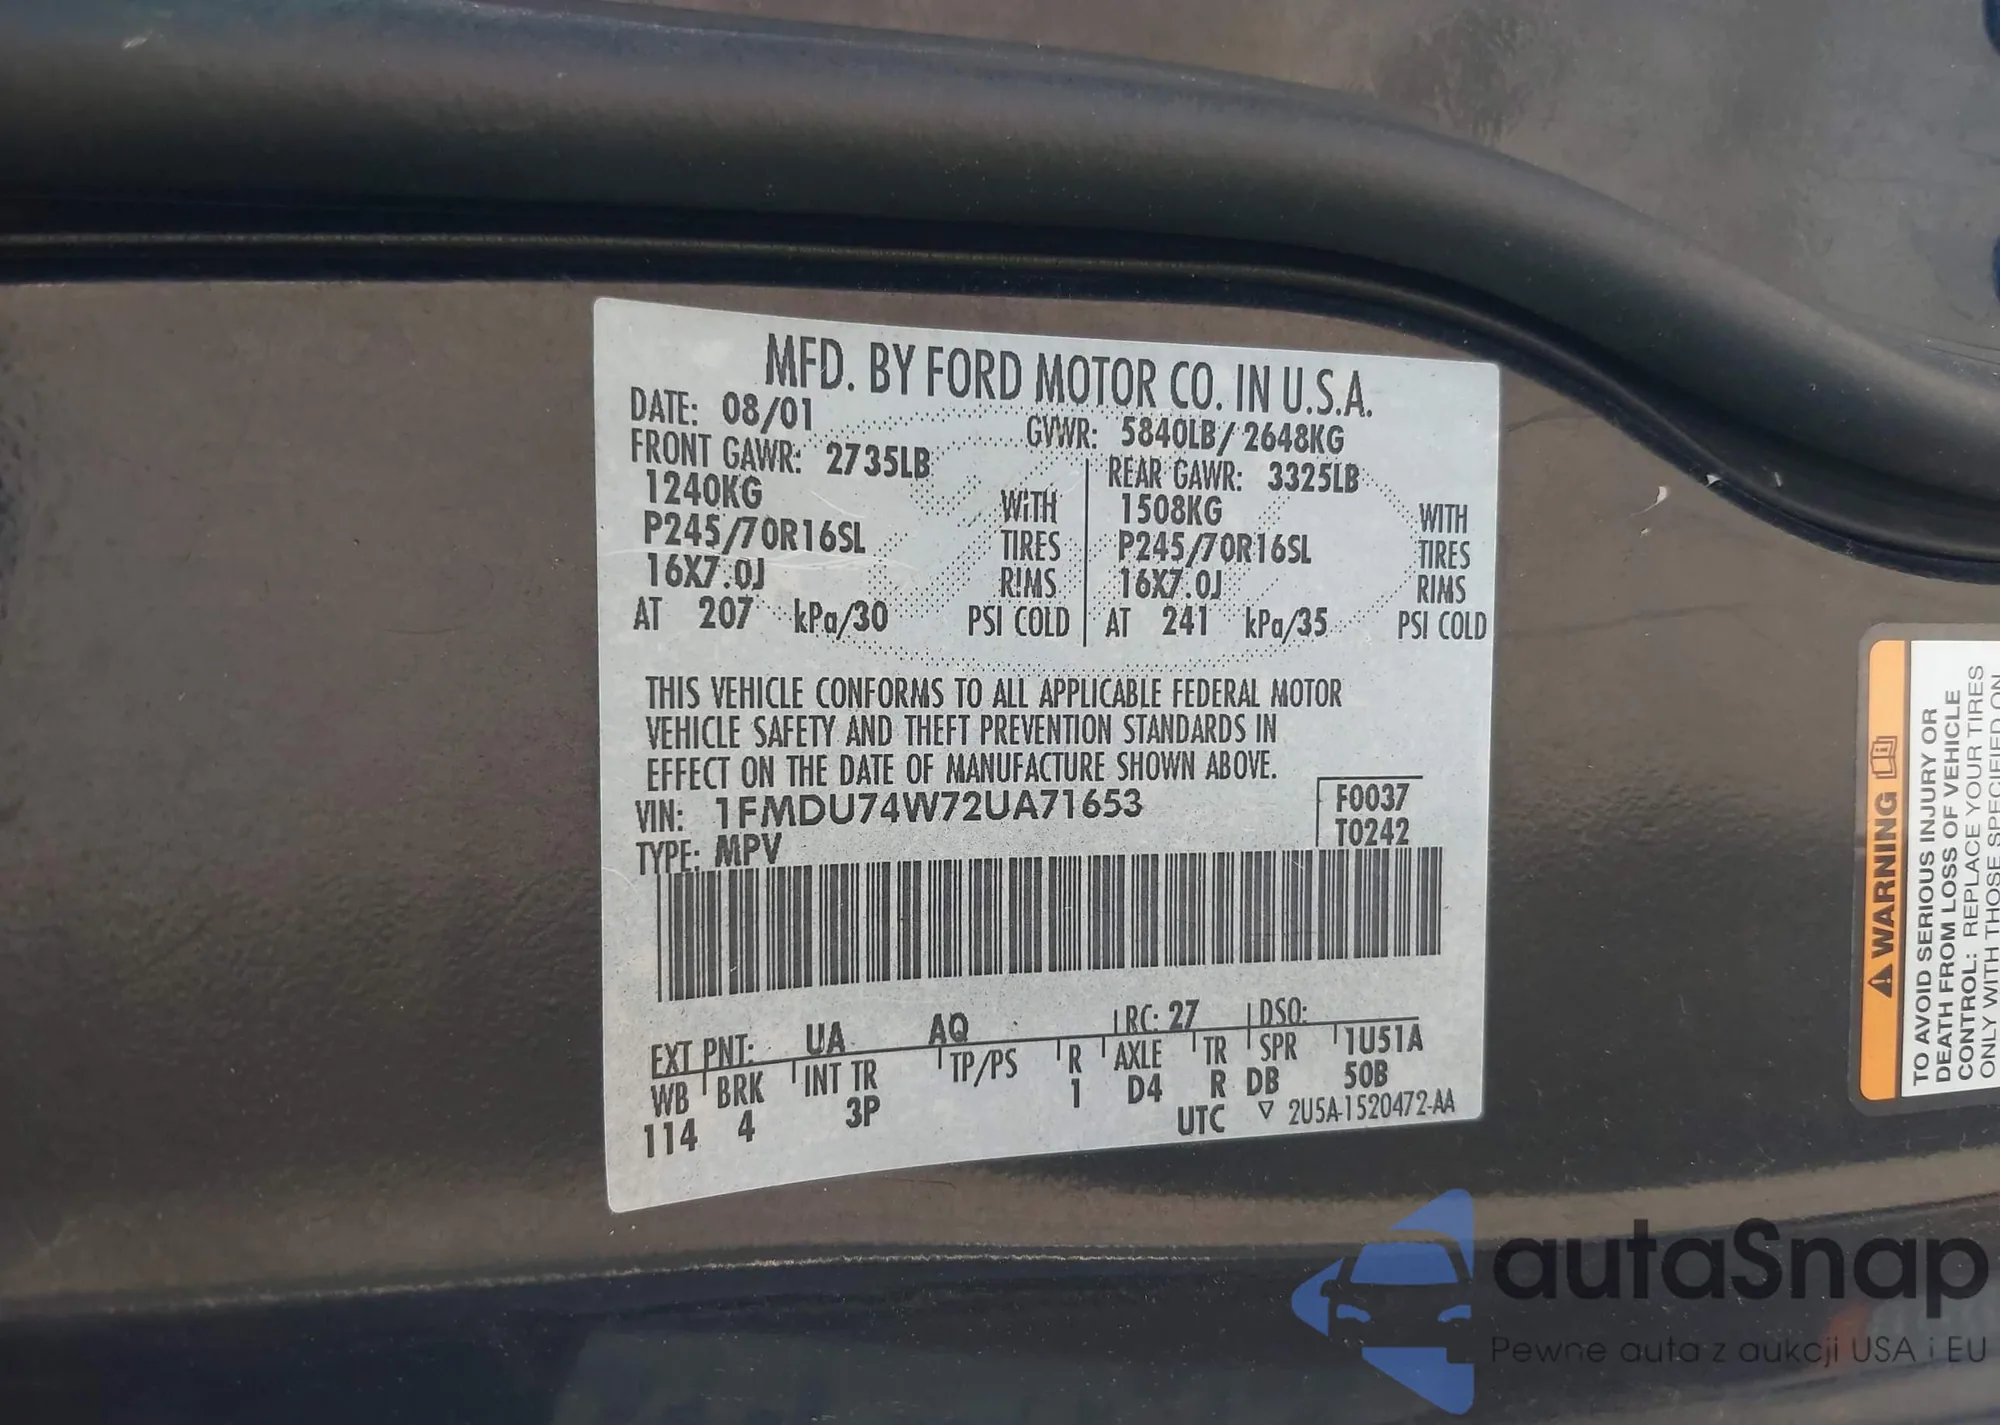 MFD. BY FORD MOTOR CO. IN U.S.A.
DATE: 08/01 GVWR: 5840LB/ 2648KG
FRONT GAWR: 2735LB REAR GAWR: 3325LB
1240KG WITH 1508KG WITH
P245/70R16SL TIRES P245/70R16SL TIRES
16X7.0J RIMS 16X7.0J RIMS
AT 207 kPa/30 PSI COLD AT 241 kPa/35 PSI COLD
THIS VEHICLE CONFORMS TO ALL APPLICABLE FEDERAL MOTOR
VEHICLE SAFETY AND THEFT PREVENTION STANDARDS IN
EFFECT ON THE DATE OF MANUFACTURE SHOWN ABOVE.
VIN: 1FMDU74W72UA71653 F0037
TYPE: MPV T0242
EXT PNT: UA AQ RC: 27 DSO:
WB BRK INT TR TP/PS R AXLE TR SPR 1U51A
114 4 3P 1 D4 R DB 50B
UTC ▽ 2U5A-1520472-AA
⚠ WARNING
TO AVOID SERIOUS INJURY OR
DEATH FROM LOSS OF VEHICLE
CONTROL: REPLACE YOUR TIRES
ONLY WITH THOSE SPECIFIED ON
autaSnap
Pewne auta z aukcji USA i EU